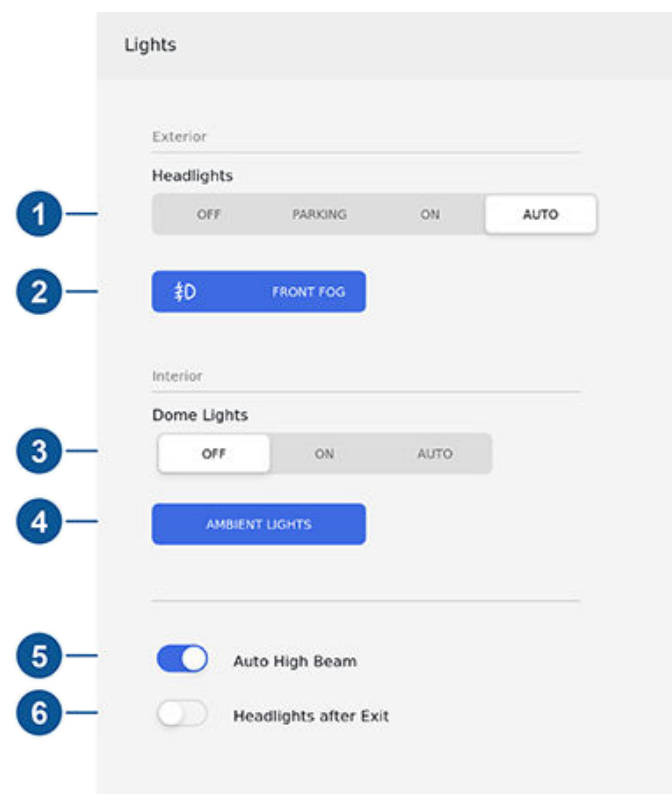 Lights
Exterior
Headlights
1 OFF PARKING ON AUTO
2 FRONT FOG
Interior
Dome Lights
3 OFF ON AUTO
4 AMBIENT LIGHTS
5 Auto High Beam
6 Headlights after Exit